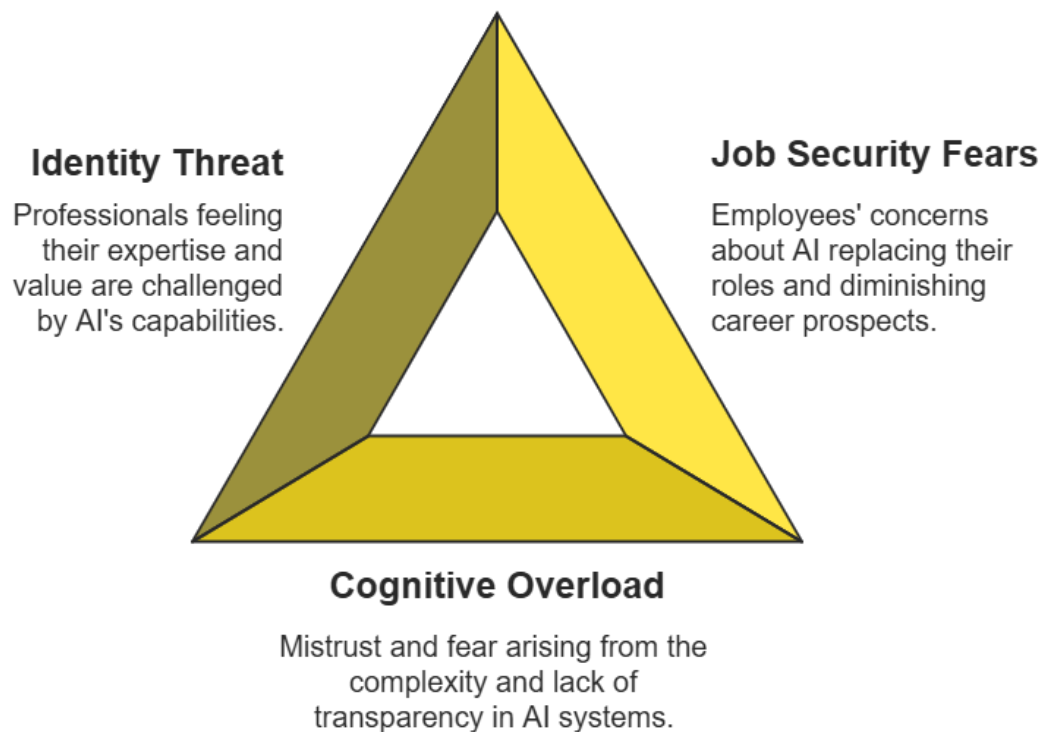 Identity Threat
Professionals feeling
their expertise and
value are challenged
by AI's capabilities.
Job Security Fears
Employees' concerns
about AI replacing their
roles and diminishing
career prospects.
Cognitive Overload
Mistrust and fear arising from the
complexity and lack of
transparency in AI systems.